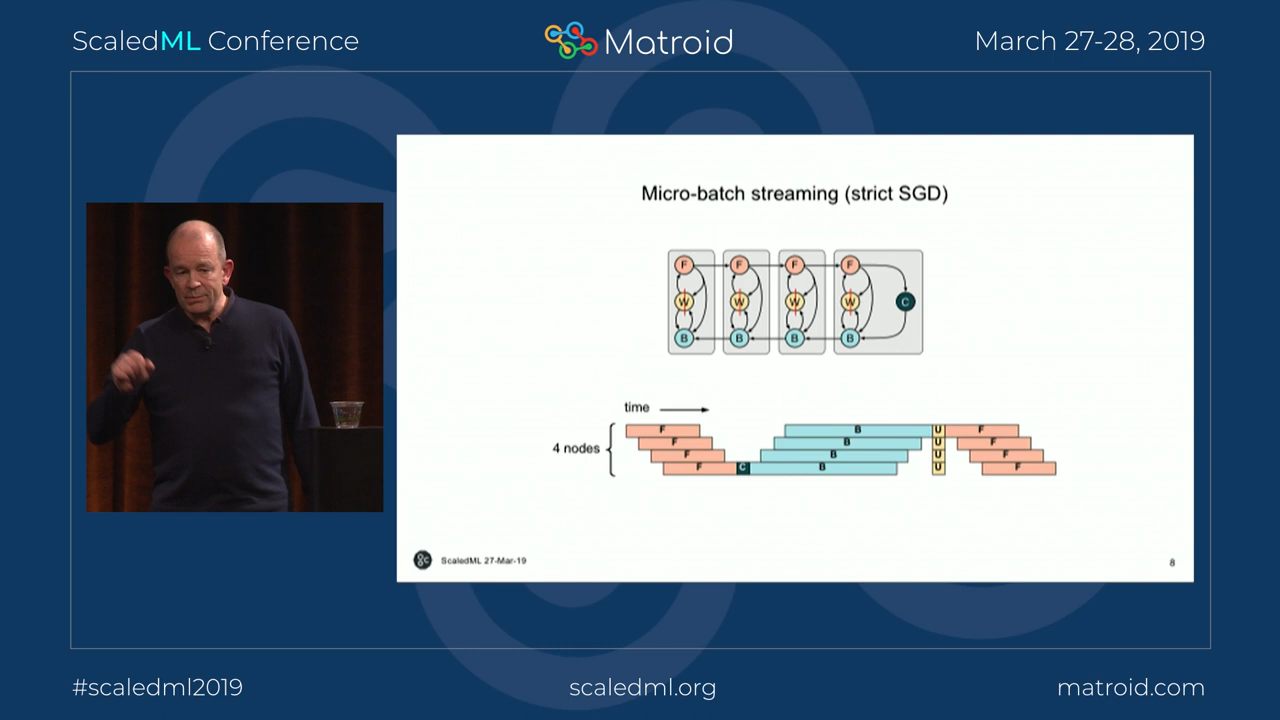 ScaledML Conference
Matroid
March 27-28, 2019
Micro-batch streaming (strict SGD)
F F F F
W W W W C
B B B B
time
4 nodes
F B U F
F B U F
F B U F
F C B U F
ScaledML 27-Mar-19
8
#scaledml2019
scaledml.org
matroid.com